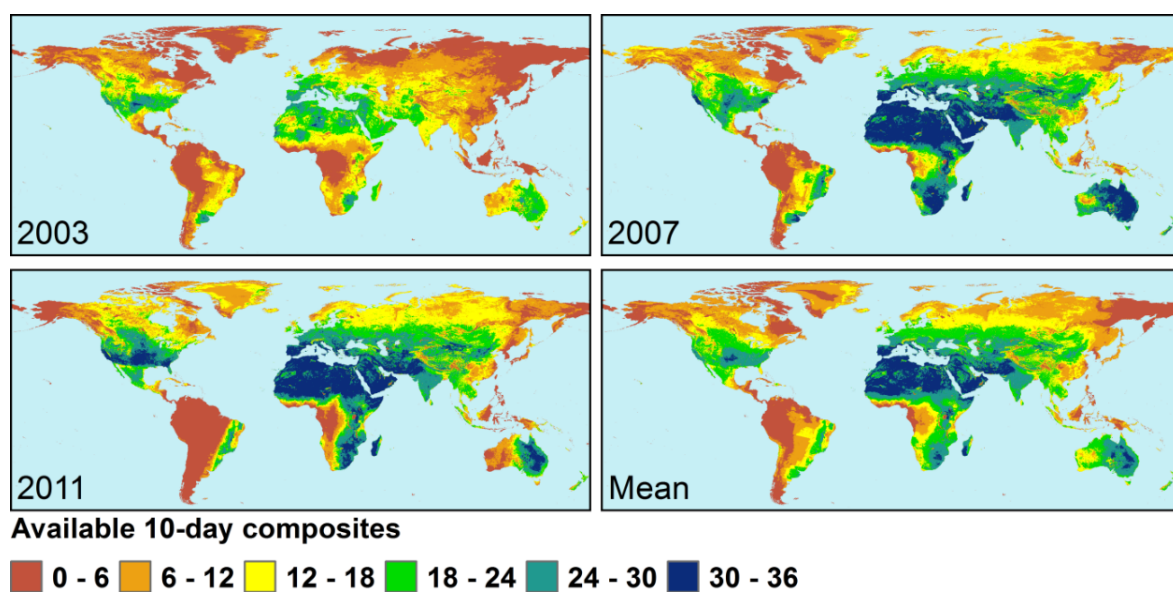 2003
2007
2011
Mean
Available 10-day composites
0 - 6 6 - 12 12 - 18 18 - 24 24 - 30 30 - 36